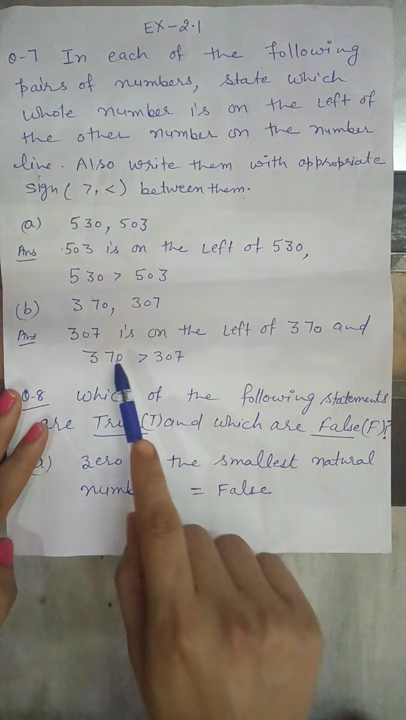 EX-2.1
Q-7 In each of the following
pairs of numbers, state which
whole number is on the left of
the other number on the number
line. Also write them with appropriate
sign (>, <) between them.
(a) 530, 503
Ans 503 is on the left of 530,
530 > 503
(b) 370, 307
Ans 307 is on the left of 370 and
370 > 307
Q-8 which of the following statements
are (T) and which are False(F)?
zero the smallest natural
= False